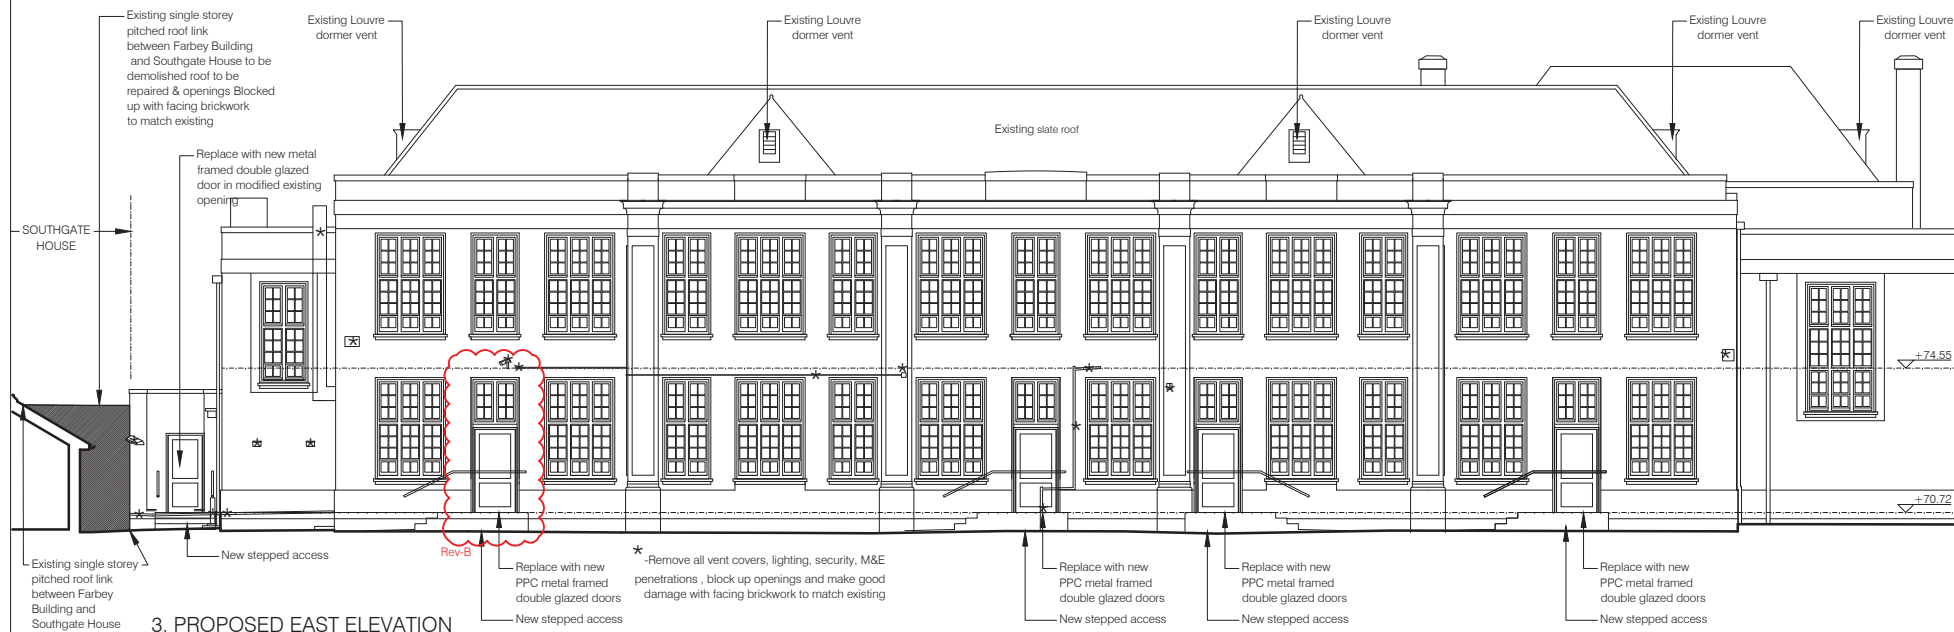 Existing single storey
pitched roof link
between Farbey Building
and Southgate House to be
demolished roof to be
repaired & openings Blocked
up with facing brickwork
to match existing
Existing Louvre
dormer vent
Existing Louvre
dormer vent
Existing Louvre
dormer vent
Existing Louvre
dormer vent
Existing Louvre
dormer vent
Existing slate roof
Replace with new metal
framed double glazed
door in modified existing
opening
SOUTHGATE
HOUSE
+74.55
+70.72
Rev-B
New stepped access
Existing single storey
pitched roof link
between Farbey
Building and
Southgate House
* -Remove all vent covers, lighting, security, M&E
penetrations , block up openings and make good
damage with facing brickwork to match existing
Replace with new
PPC metal framed
double glazed doors
New stepped access
Replace with new
PPC metal framed
double glazed doors
New stepped access
Replace with new
PPC metal framed
double glazed doors
New stepped access
Replace with new
PPC metal framed
double glazed doors
New stepped access
3. PROPOSED EAST ELEVATION